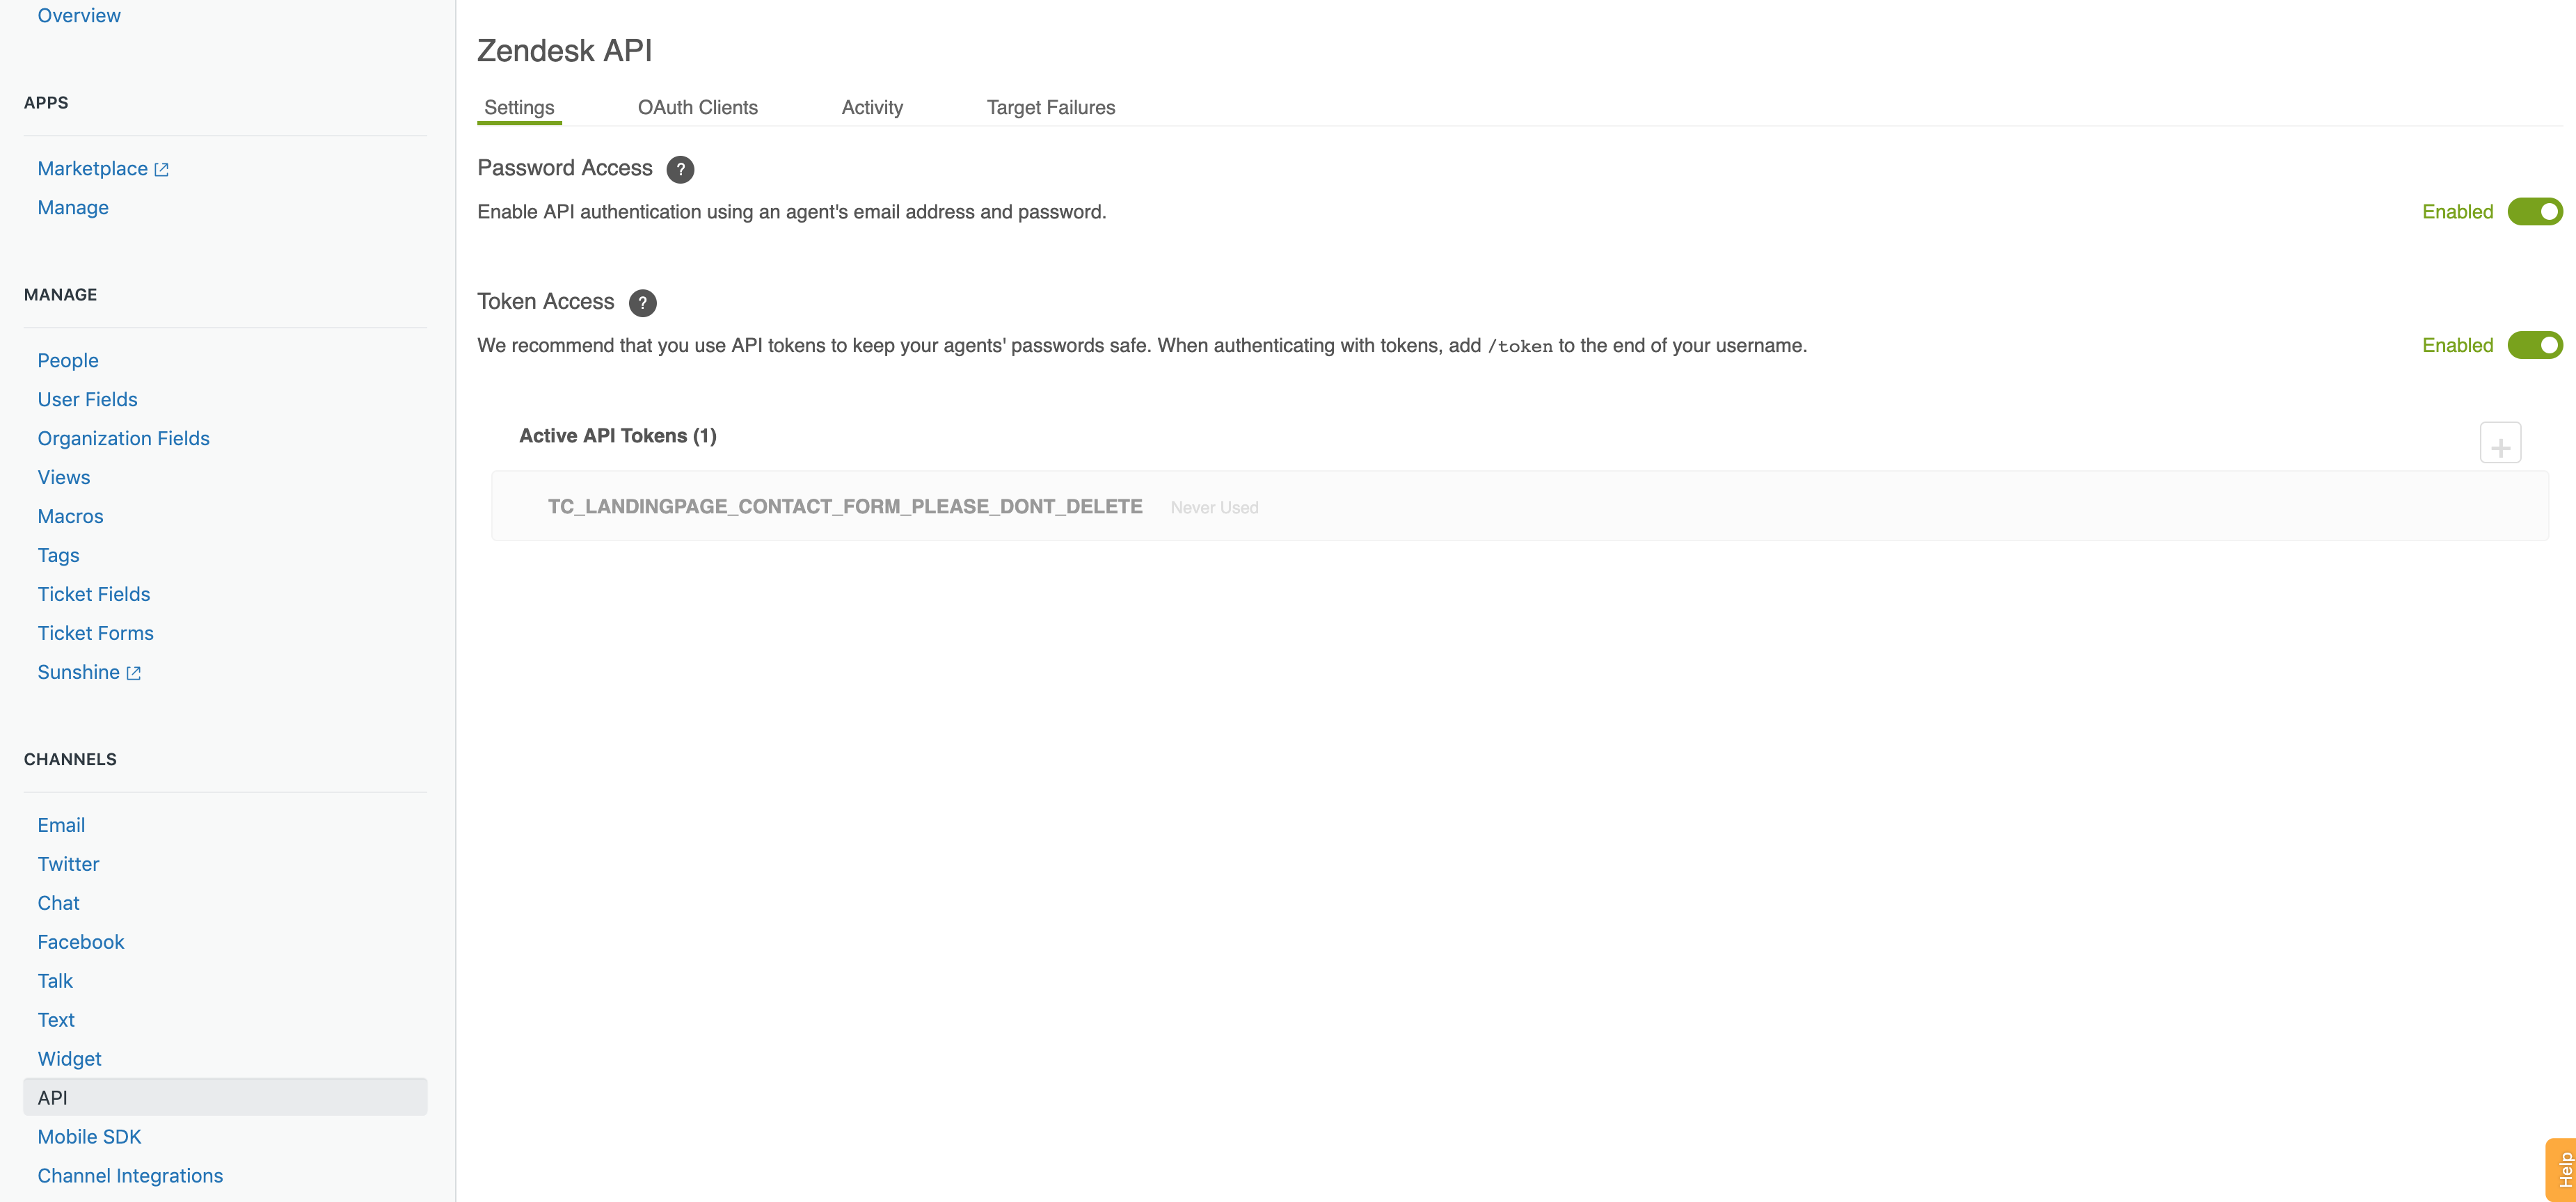 Overview
APPS
Marketplace
Manage
MANAGE
People
User Fields
Organization Fields
Views
Macros
Tags
Ticket Fields
Ticket Forms
Sunshine
CHANNELS
Email
Twitter
Chat
Facebook
Talk
Text
Widget
API
Mobile SDK
Channel Integrations
Zendesk API
Settings OAuth Clients Activity Target Failures
Password Access ?
Enable API authentication using an agent's email address and password. Enabled
Token Access ?
We recommend that you use API tokens to keep your agents' passwords safe. When authenticating with tokens, add /token to the end of your username. Enabled
Active API Tokens (1)
TC_LANDINGPAGE_CONTACT_FORM_PLEASE_DONT_DELETE Never Used
Help